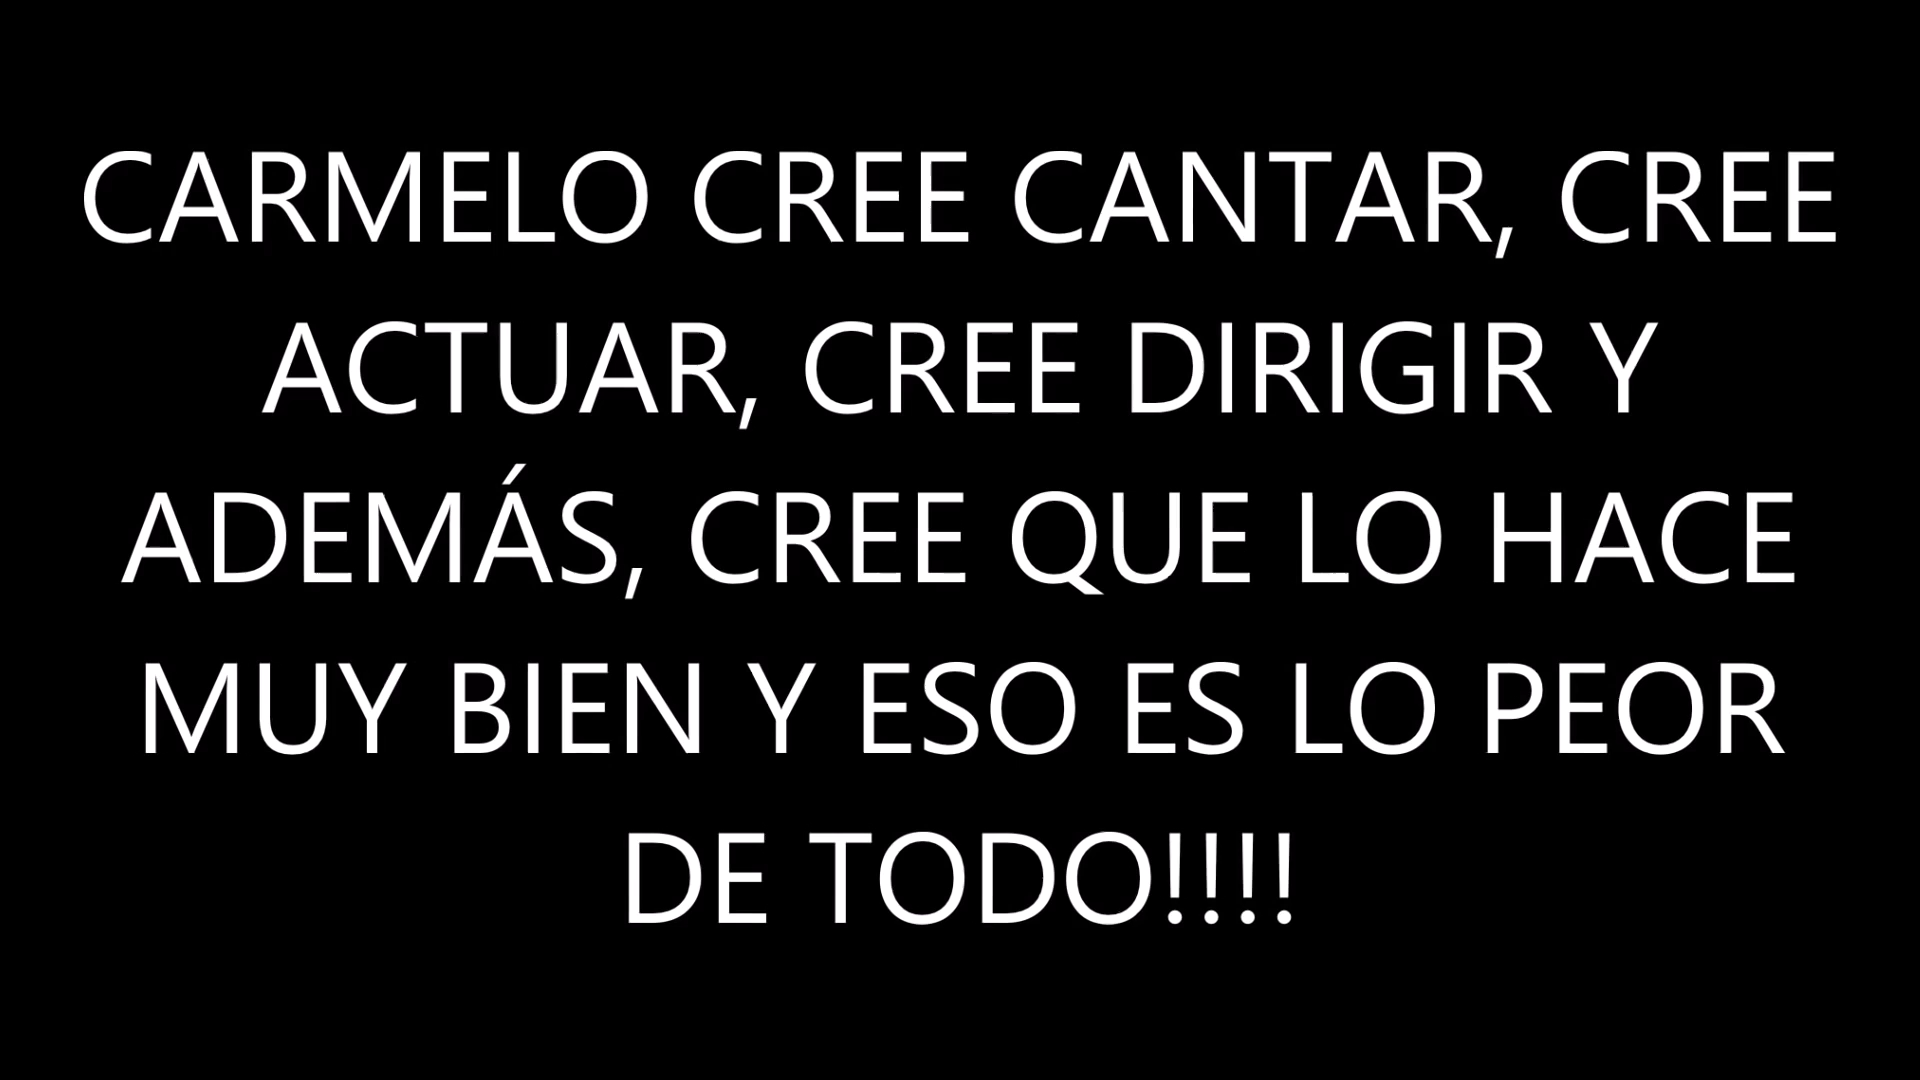 CARMELO CREE CANTAR, CREE
ACTUAR, CREE DIRIGIR Y
ADEMÁS, CREE QUE LO HACE
MUY BIEN Y ESO ES LO PEOR
DE TODO!!!!